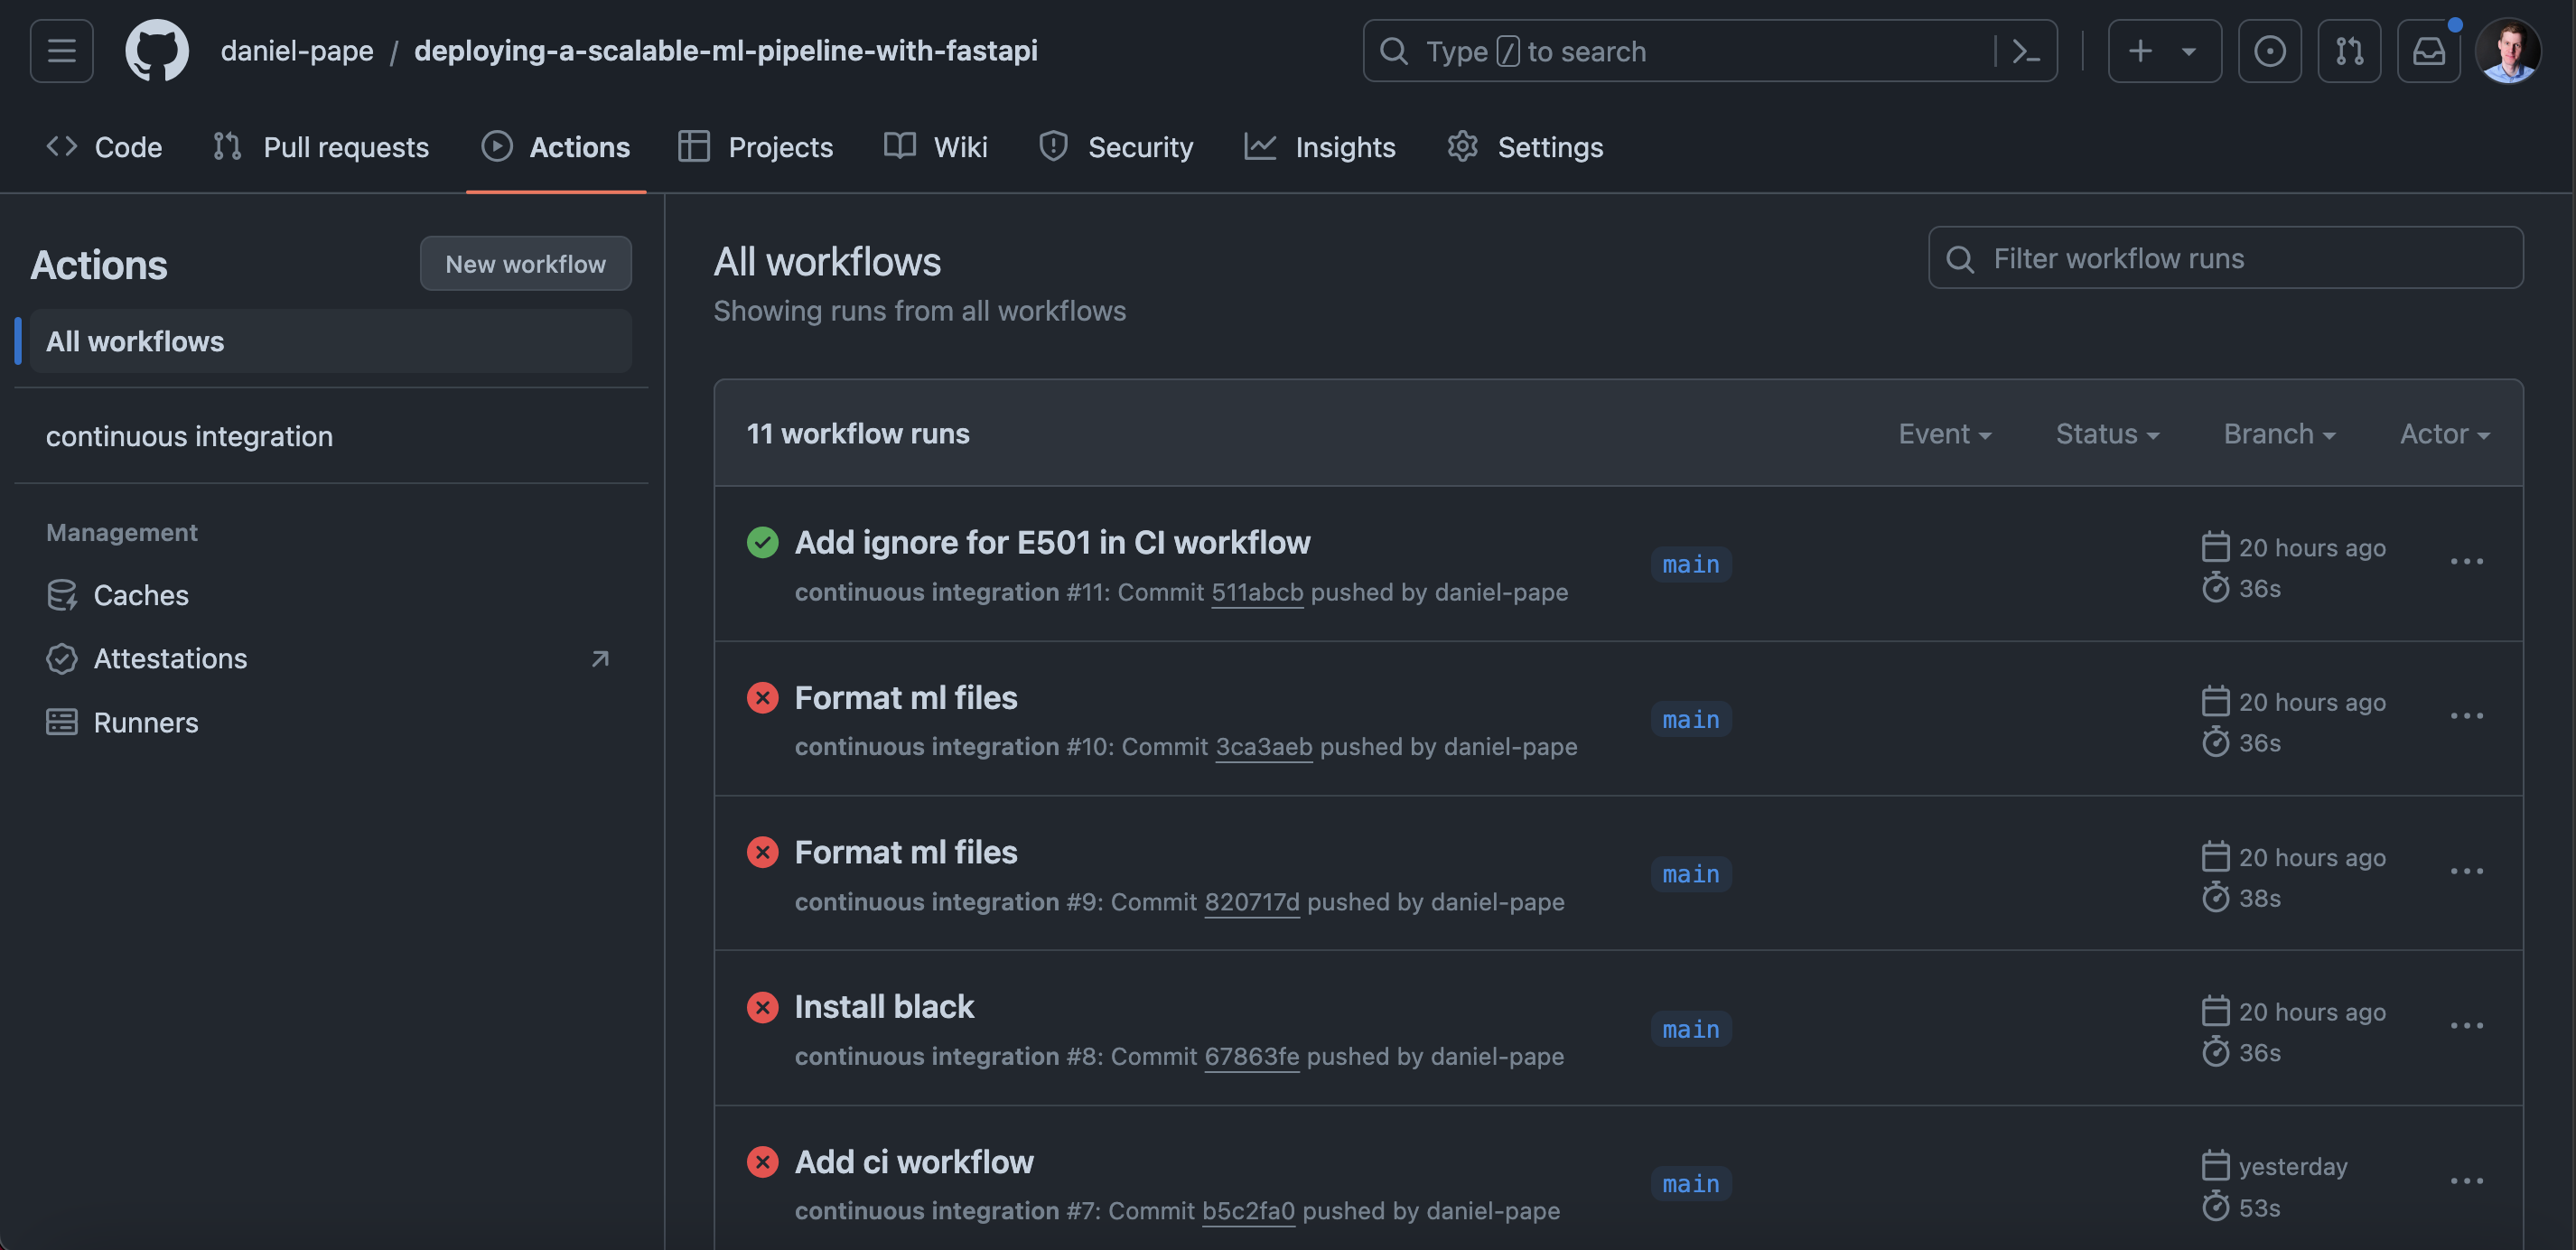 daniel-pape / deploying-a-scalable-ml-pipeline-with-fastapi
Type / to search
Code Pull requests Actions Projects Wiki Security Insights Settings
Actions
New workflow
All workflows
continuous integration
Management
Caches
Attestations
Runners
All workflows
Showing runs from all workflows
Filter workflow runs
11 workflow runs
Event Status Branch Actor
Add ignore for E501 in CI workflow
continuous integration #11: Commit 511abcb pushed by daniel-pape
main
20 hours ago
36s
Format ml files
continuous integration #10: Commit 3ca3aeb pushed by daniel-pape
main
20 hours ago
36s
Format ml files
continuous integration #9: Commit 820717d pushed by daniel-pape
main
20 hours ago
38s
Install black
continuous integration #8: Commit 67863fe pushed by daniel-pape
main
20 hours ago
36s
Add ci workflow
continuous integration #7: Commit b5c2fa0 pushed by daniel-pape
main
yesterday
53s